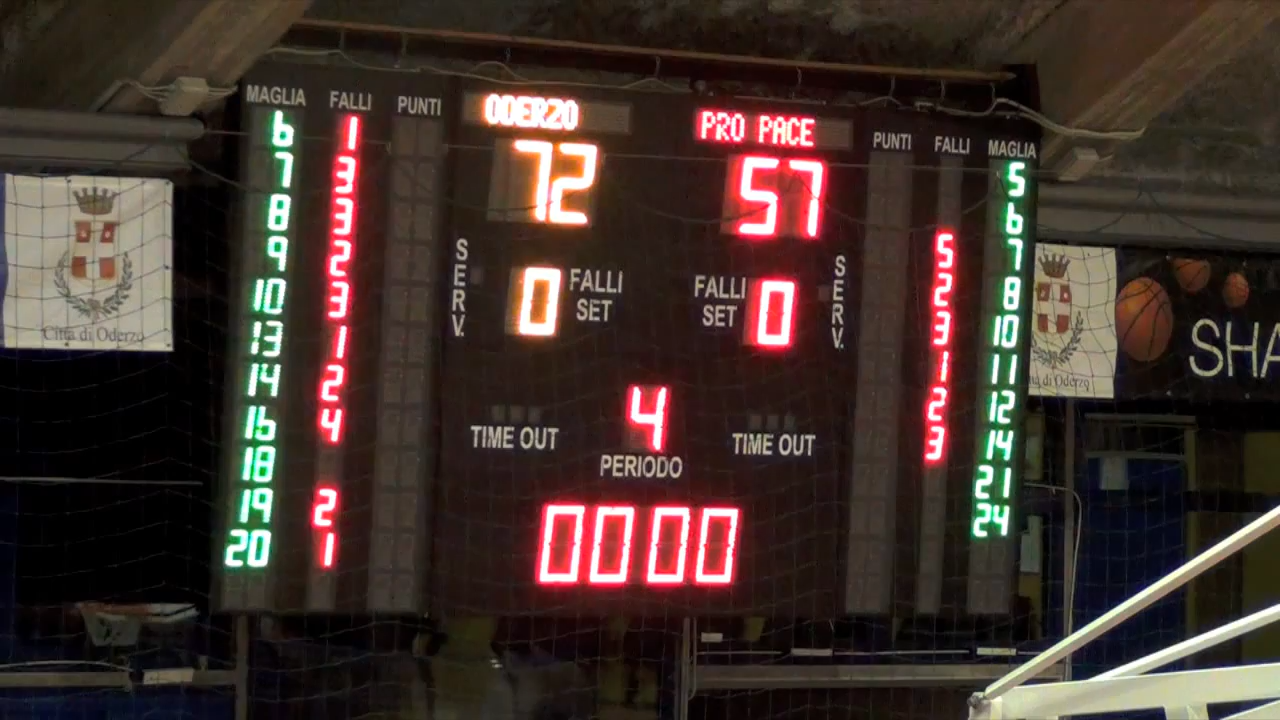 MAGLIA FALLI PUNTI
6 1
7 3
8 3
9 2
10 3
13 1
14 2
16 4
18
19 2
20 1
ODERZO
72
PRO PACE
57
SERV.
0 FALLI SET
FALLI SET 0
SERV.
TIME OUT
4
PERIODO
TIME OUT
00 00
PUNTI FALLI MAGLIA
5
6
5 7
2 8
3 10
1 11
2 12
3 14
21
24
Città di Oderzo
di Oderzo
SHA